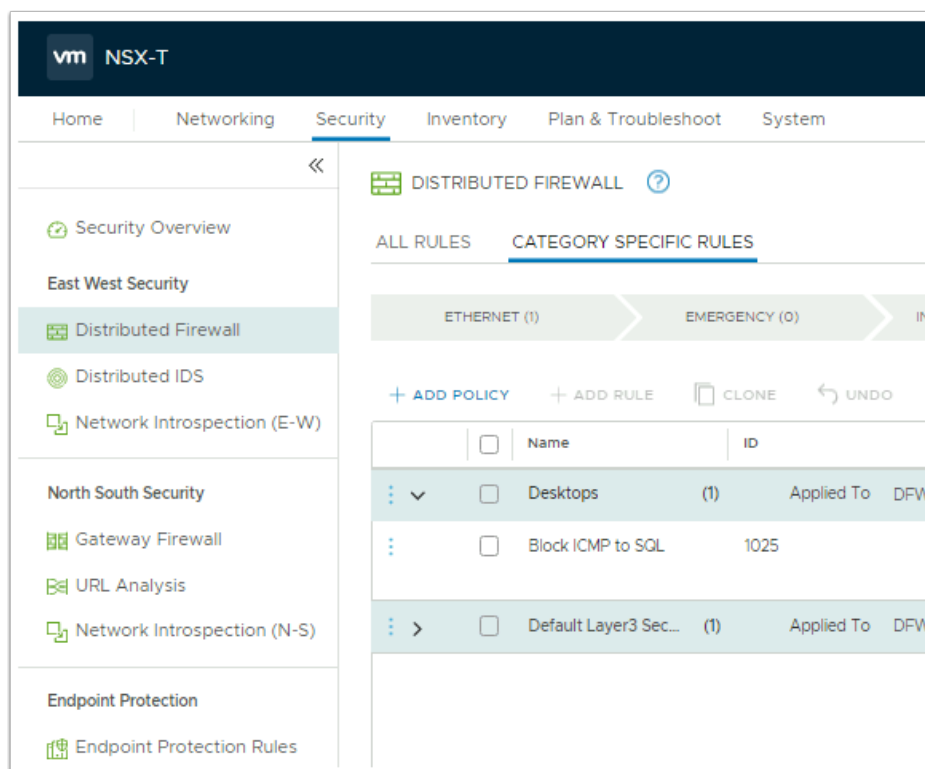 vm NSX-T
Home Networking Security Inventory Plan & Troubleshoot System
Security Overview
East West Security
Distributed Firewall
Distributed IDS
Network Introspection (E-W)
North South Security
Gateway Firewall
URL Analysis
Network Introspection (N-S)
Endpoint Protection
Endpoint Protection Rules
DISTRIBUTED FIREWALL ?
ALL RULES CATEGORY SPECIFIC RULES
ETHERNET (1) EMERGENCY (0) IN
+ ADD POLICY + ADD RULE CLONE UNDO
Name ID
Desktops (1) Applied To DFW
Block ICMP to SQL 1025
Default Layer3 Sec... (1) Applied To DFW